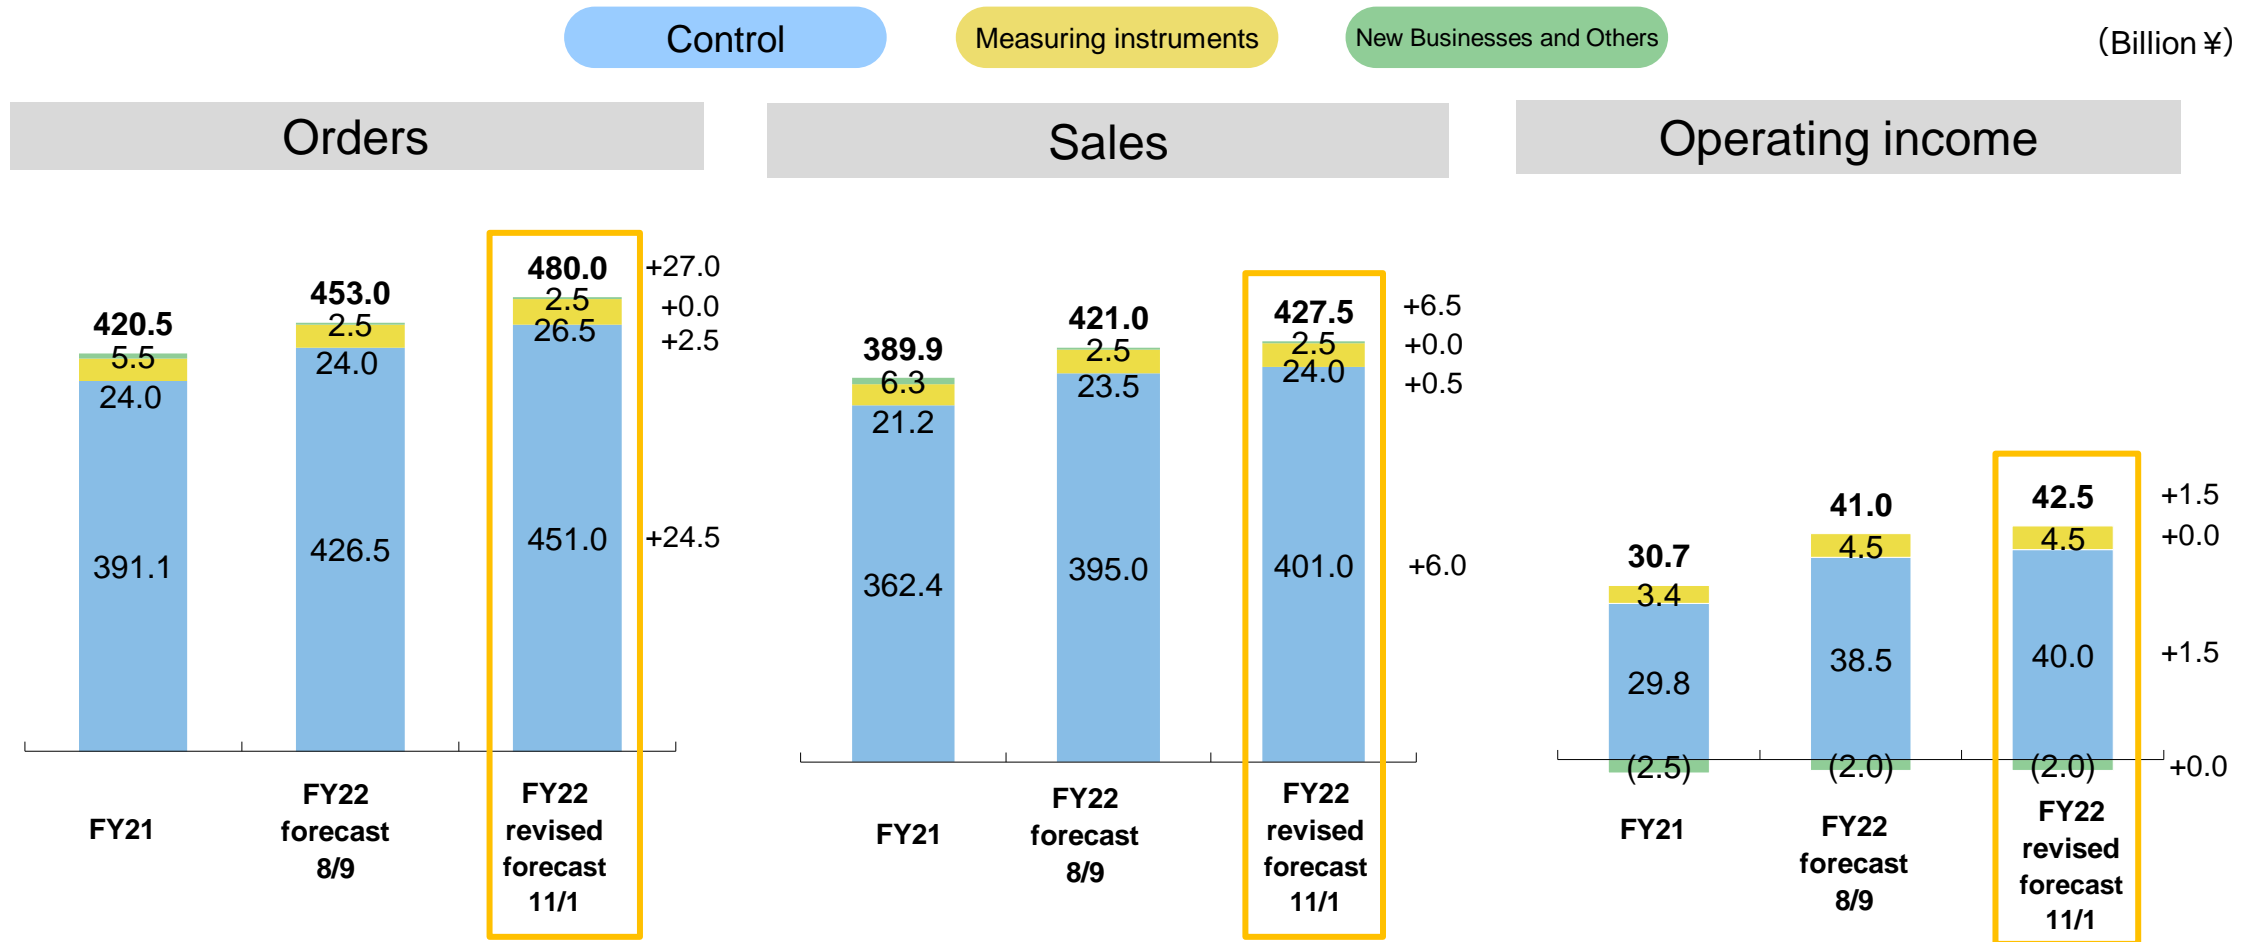 Control
Measuring instruments
New Businesses and Others
（Billion ¥）
Orders
420.5
5.5
24.0
391.1
453.0
2.5
24.0
426.5
480.0
2.5
26.5
451.0
+27.0
+0.0
+2.5
+24.5
FY21
FY22
forecast
8/9
FY22
revised
forecast
11/1
Sales
389.9
6.3
21.2
362.4
421.0
2.5
23.5
395.0
427.5
2.5
24.0
401.0
+6.5
+0.0
+0.5
+6.0
FY21
FY22
forecast
8/9
FY22
revised
forecast
11/1
Operating income
30.7
3.4
29.8
(2.5)
41.0
4.5
38.5
(2.0)
42.5
4.5
40.0
(2.0)
+1.5
+0.0
+1.5
+0.0
FY21
FY22
forecast
8/9
FY22
revised
forecast
11/1